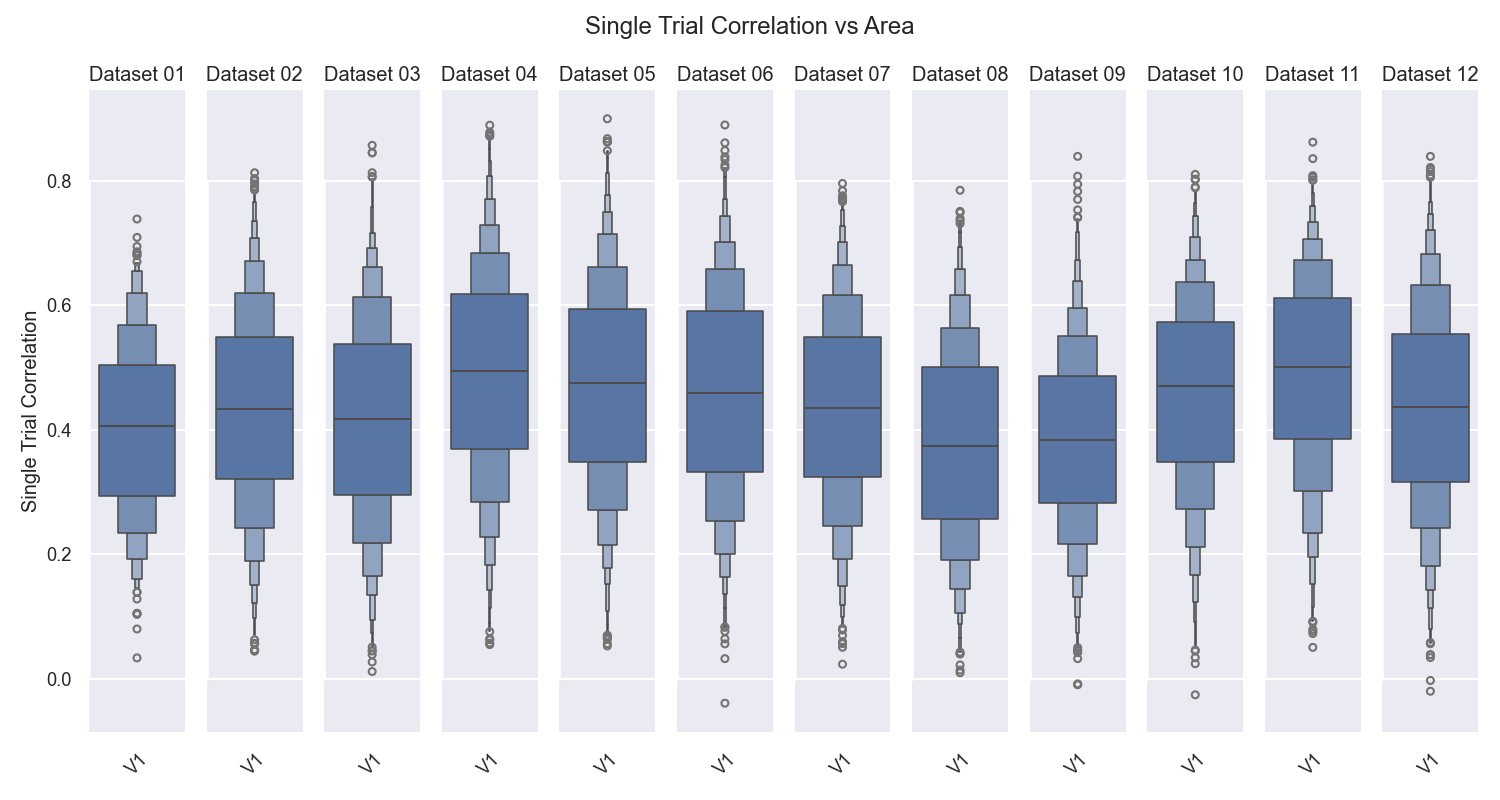 Single Trial Correlation vs Area
Dataset 01 Dataset 02 Dataset 03 Dataset 04 Dataset 05 Dataset 06 Dataset 07 Dataset 08 Dataset 09 Dataset 10 Dataset 11 Dataset 12
Single Trial Correlation
0.8
0.6
0.4
0.2
0.0
V1 V1 V1 V1 V1 V1 V1 V1 V1 V1 V1 V1